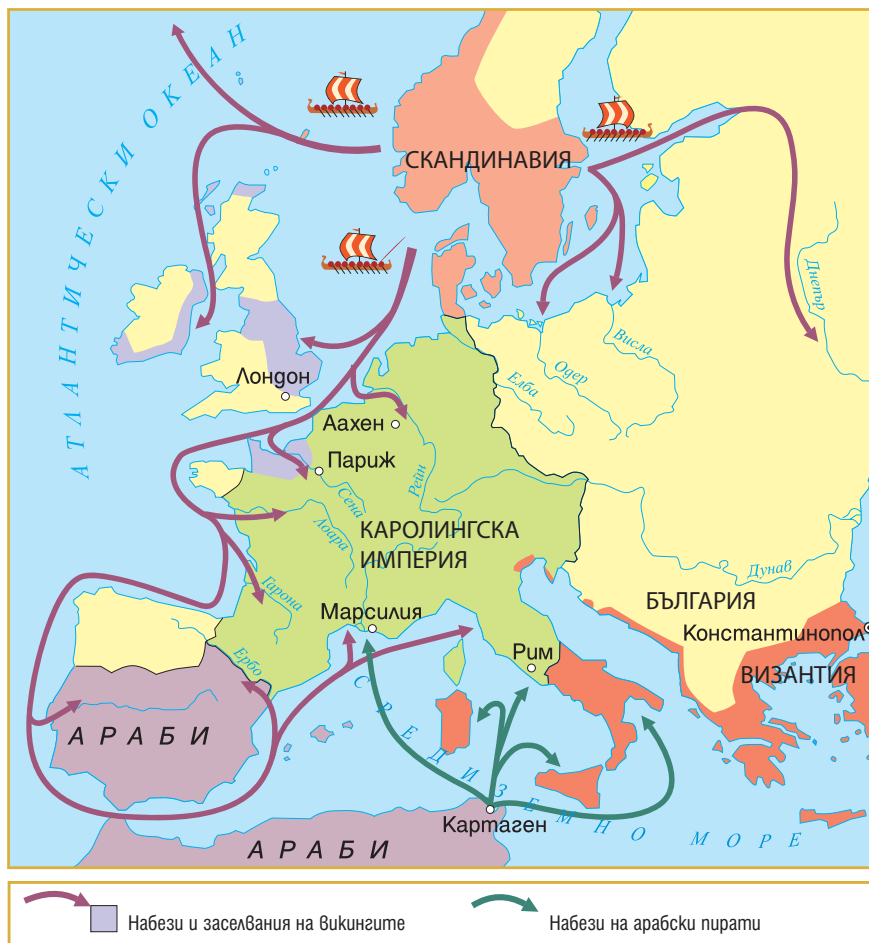 АТЛАНТИЧЕСКИ ОКЕАН
СКАНДИНАВИЯ
Днепър
Висла
Одер
Елба
Лондон
Аахен
Париж
Рейн
Сена
Лоара
КАРОЛИНГСКА
ИМПЕРИЯ
Гарона
Дунав
БЪЛГАРИЯ
Марсилия
Константинопол
Рим
ВИЗАНТИЯ
Ербо
АРАБИ
СРЕДИЗЕМНО МОРЕ
Картаген
АРАБИ
Набези и заселвания на викингите
Набези на арабски пирати